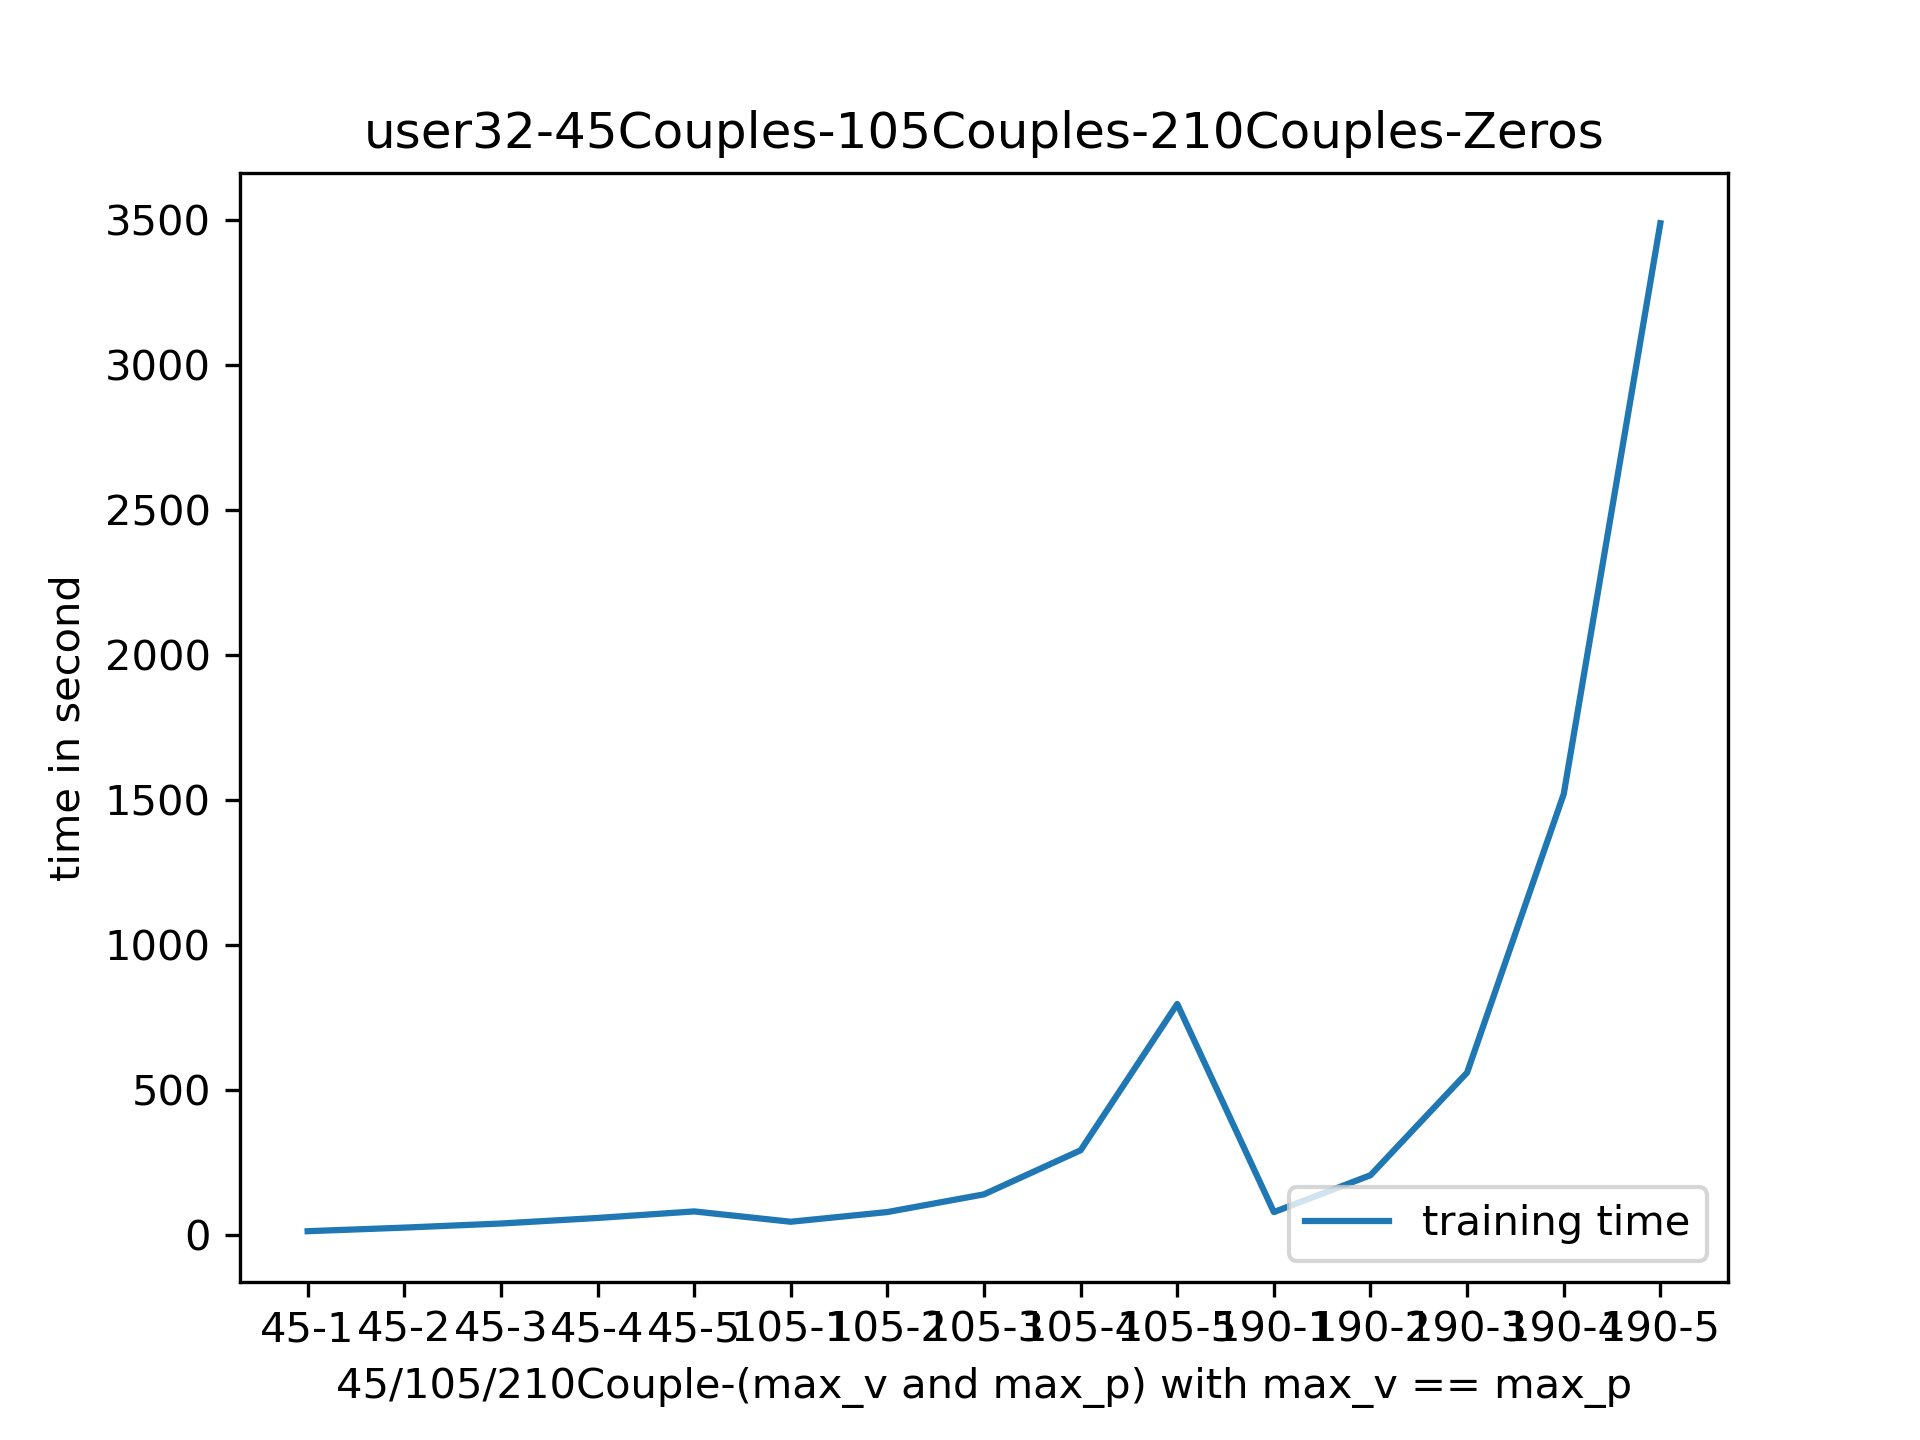 user32-45Couples-105Couples-210Couples-Zeros
3500
3000
2500
2000
1500
1000
500
0
time in second
training time
45-1 45-2 45-3 45-4 45-5 105-1 105-2 105-3 105-4 105-5 190-1 190-2 190-3 190-4 190-5
45/105/210Couple-(max_v and max_p) with max_v == max_p